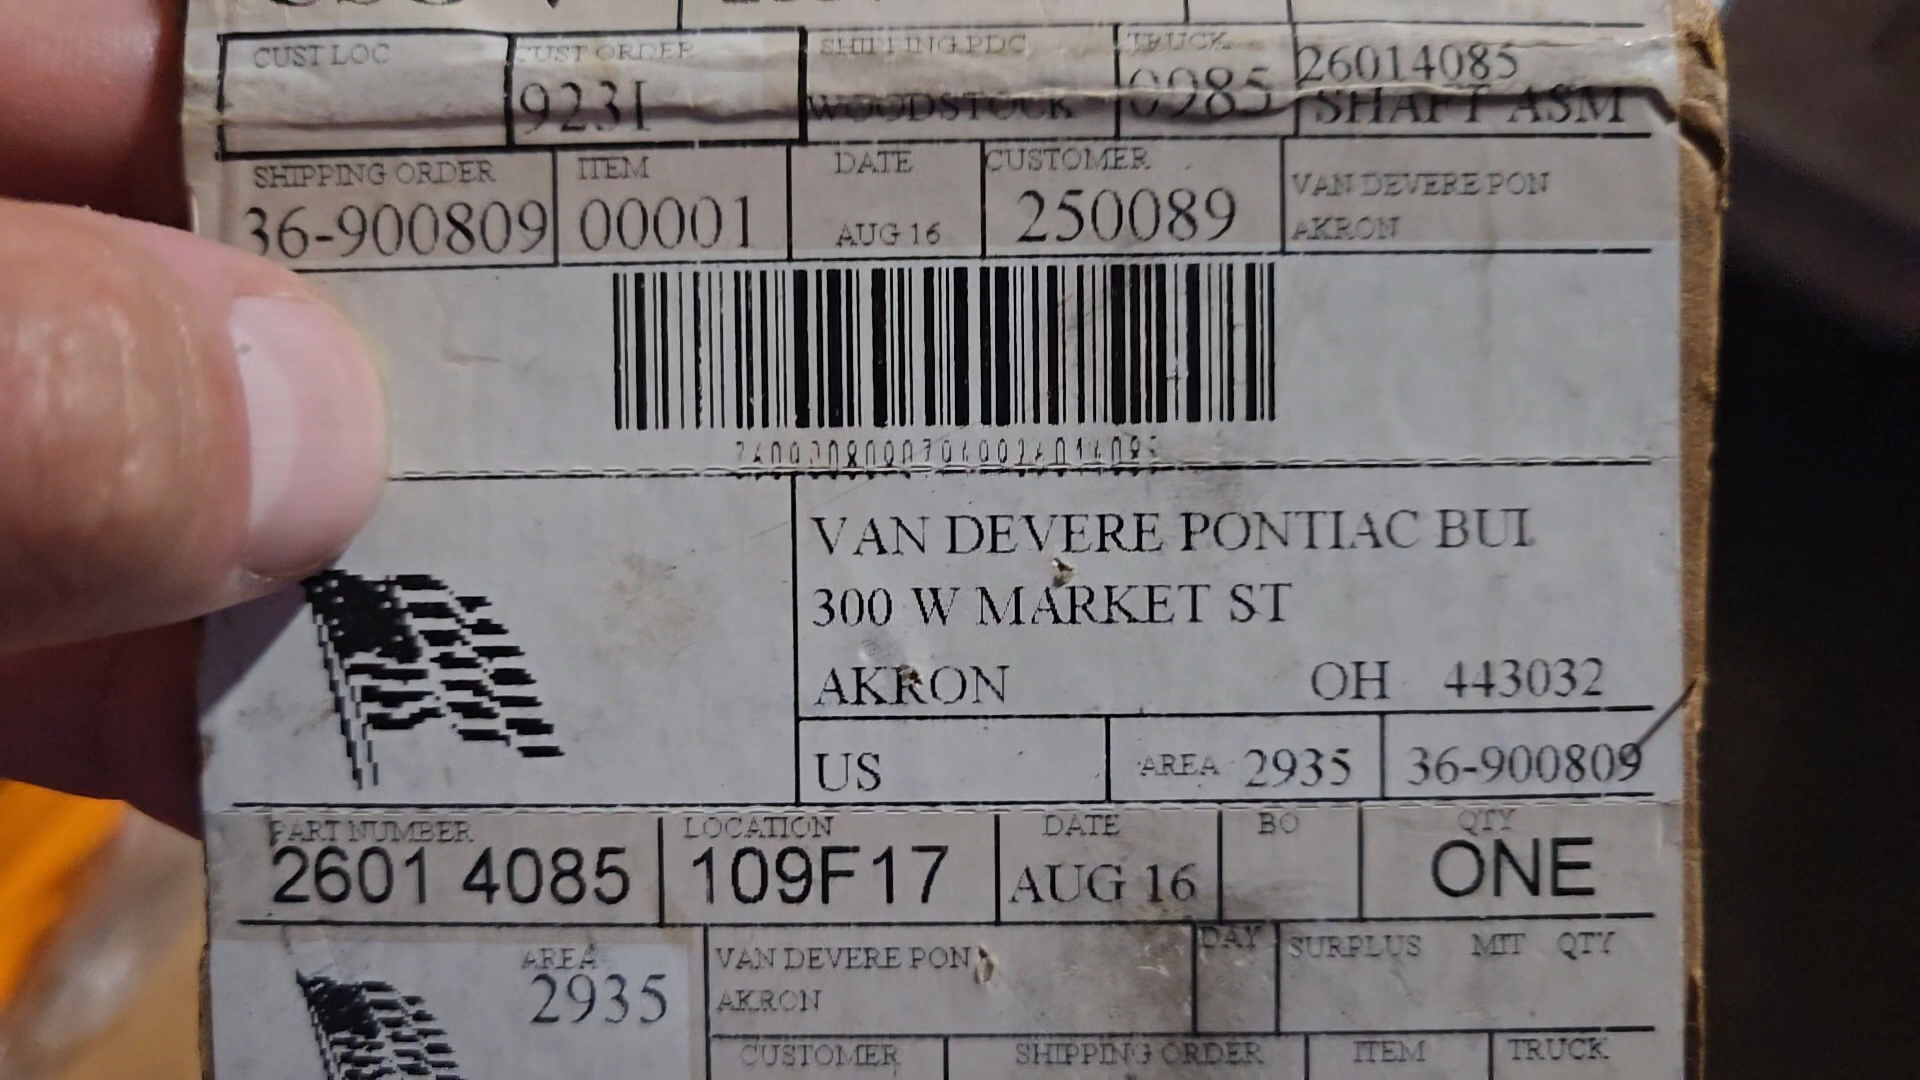 CUST LOC
CUST ORDER
SHIPPING PDC
TRUCK
26014085
923I
WOODSTOCK
0985
SHAFT ASM
SHIPPING ORDER
ITEM
DATE
CUSTOMER
VAN DEVERE PON
36-900809
00001
AUG 16
250089
AKRON
VAN DEVERE PONTIAC BUI
300 W MARKET ST
AKRON OH 443032
US
AREA 2935
36-900809
PART NUMBER
LOCATION
DATE
BO
QTY
2601 4085
109F17
AUG 16
ONE
AREA
2935
VAN DEVERE PON
AKRON
DAY
SURPLUS MIT QTY
CUSTOMER
SHIPPING ORDER
ITEM
TRUCK